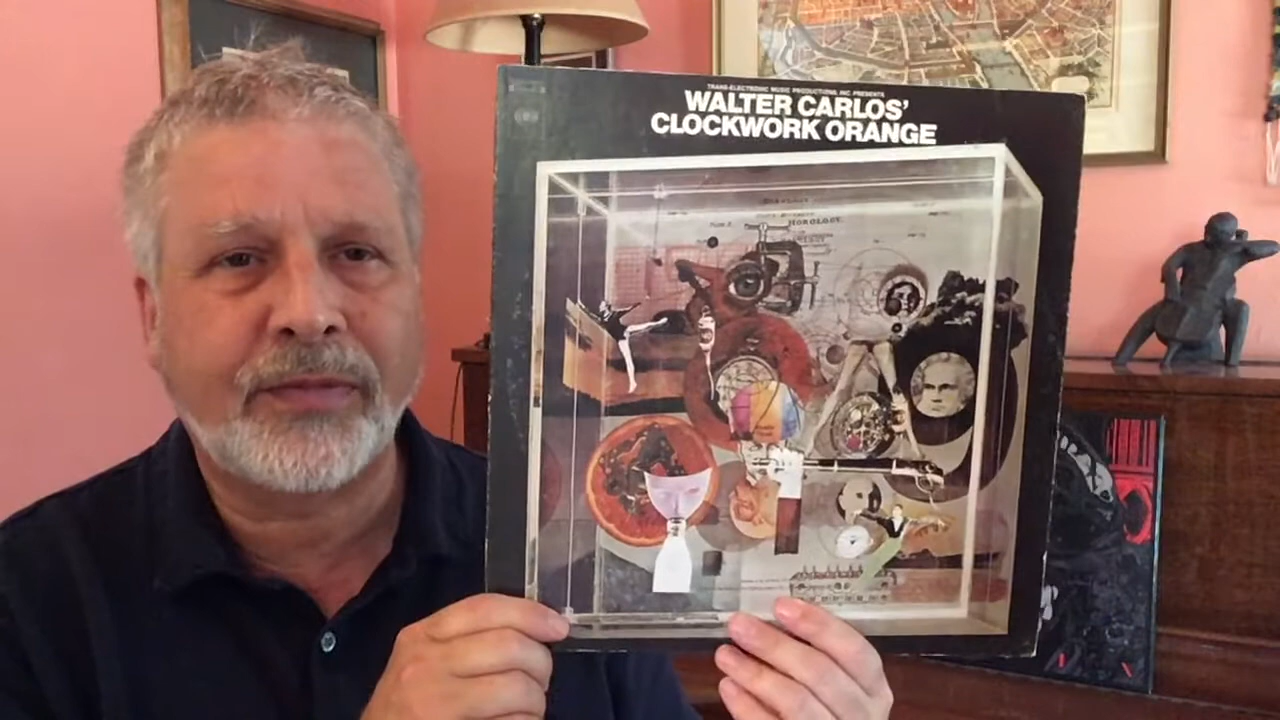 TRANS-ELECTRONIC MUSIC PRODUCTIONS, INC. PRESENTS
WALTER CARLOS'
CLOCKWORK ORANGE
HOROLOGY.